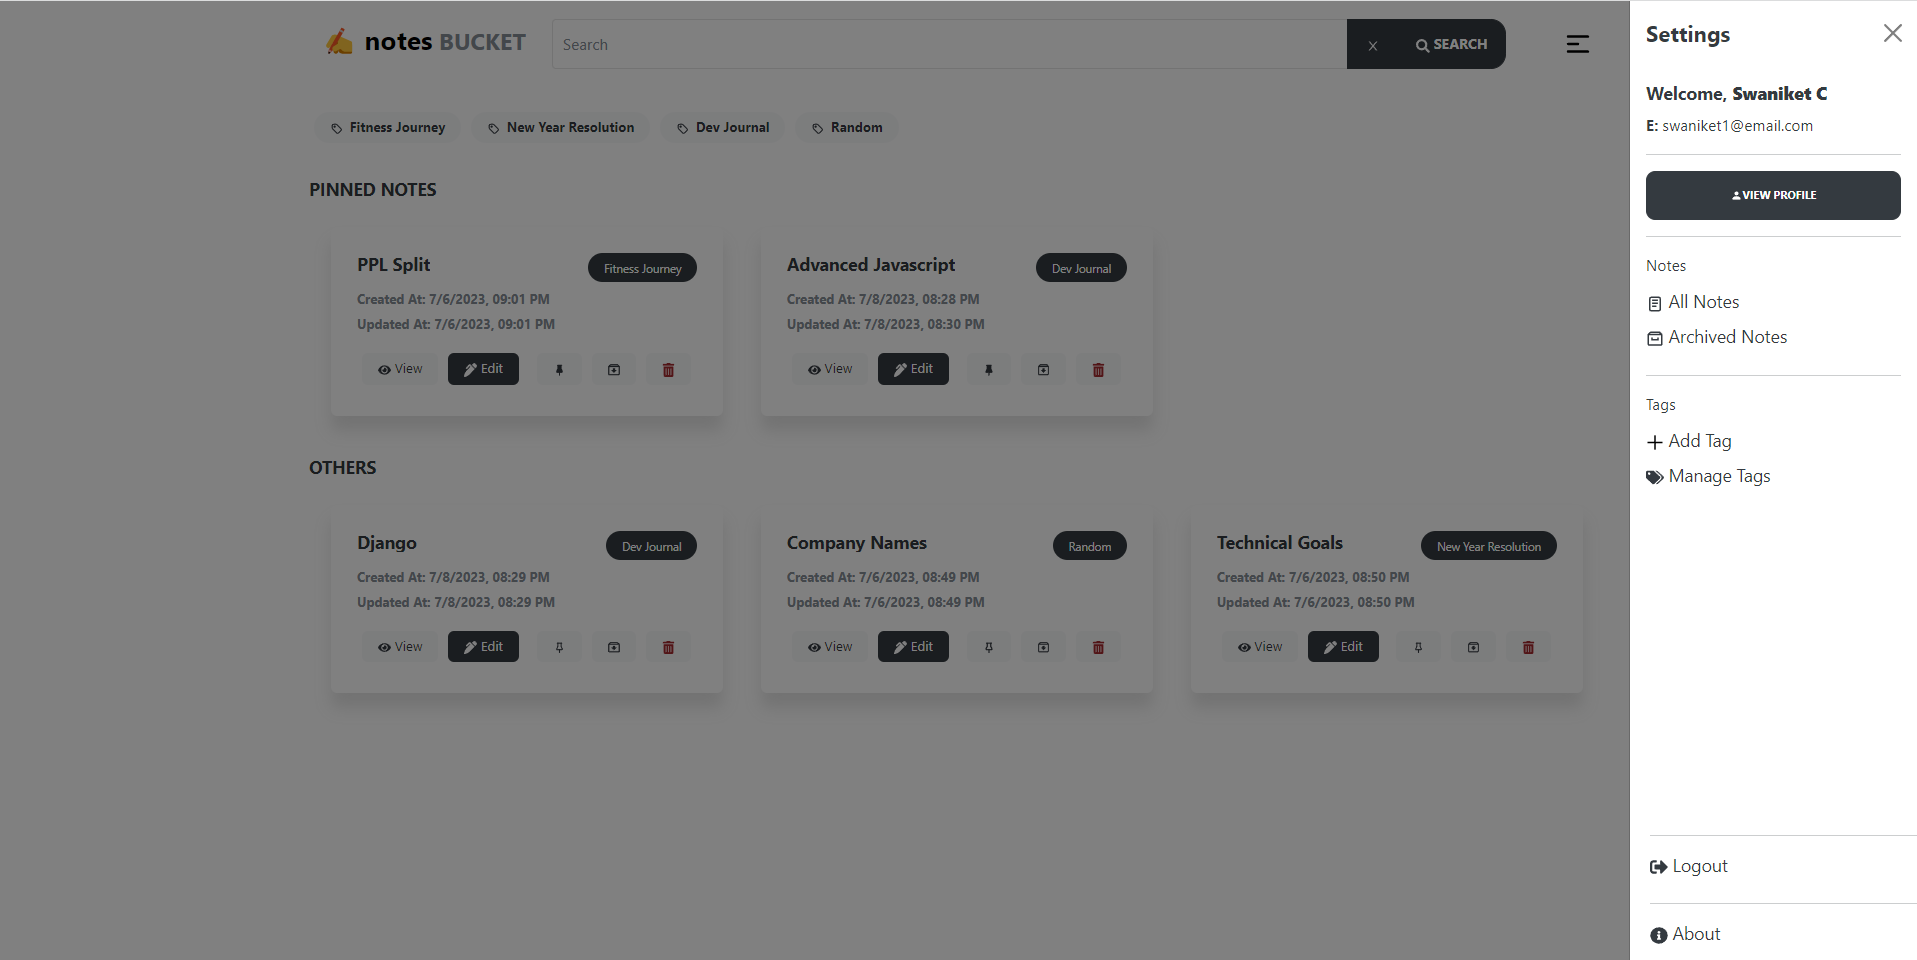 notes BUCKET
Search
x
SEARCH
Fitness Journey
New Year Resolution
Dev Journal
Random
PINNED NOTES
PPL Split
Fitness Journey
Created At: 7/6/2023, 09:01 PM
Updated At: 7/6/2023, 09:01 PM
View
Edit
Advanced Javascript
Dev Journal
Created At: 7/8/2023, 08:28 PM
Updated At: 7/8/2023, 08:30 PM
View
Edit
OTHERS
Django
Dev Journal
Created At: 7/8/2023, 08:29 PM
Updated At: 7/8/2023, 08:29 PM
View
Edit
Company Names
Random
Created At: 7/6/2023, 08:49 PM
Updated At: 7/6/2023, 08:49 PM
View
Edit
Technical Goals
New Year Resolution
Created At: 7/6/2023, 08:50 PM
Updated At: 7/6/2023, 08:50 PM
View
Edit
Settings
Welcome, Swaniket C
E: swaniket1@email.com
VIEW PROFILE
Notes
All Notes
Archived Notes
Tags
Add Tag
Manage Tags
Logout
About